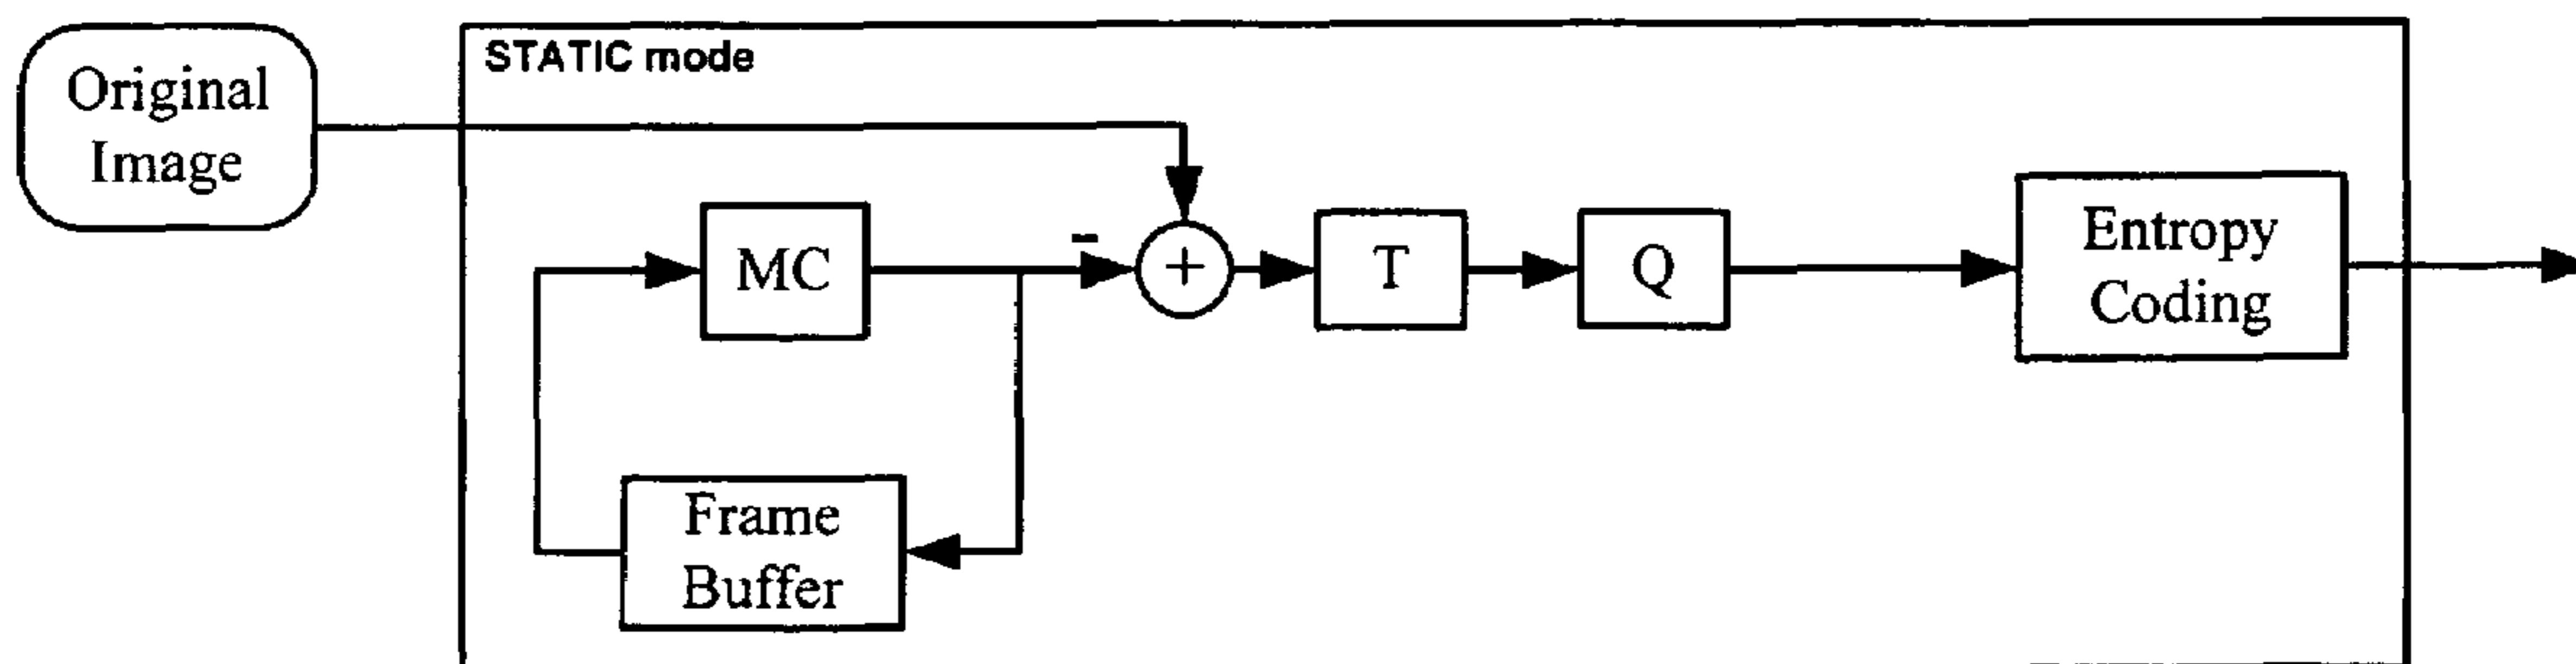 STATIC mode
Original
Image
MC
-
+
T
Q
Entropy
Coding
Frame
Buffer